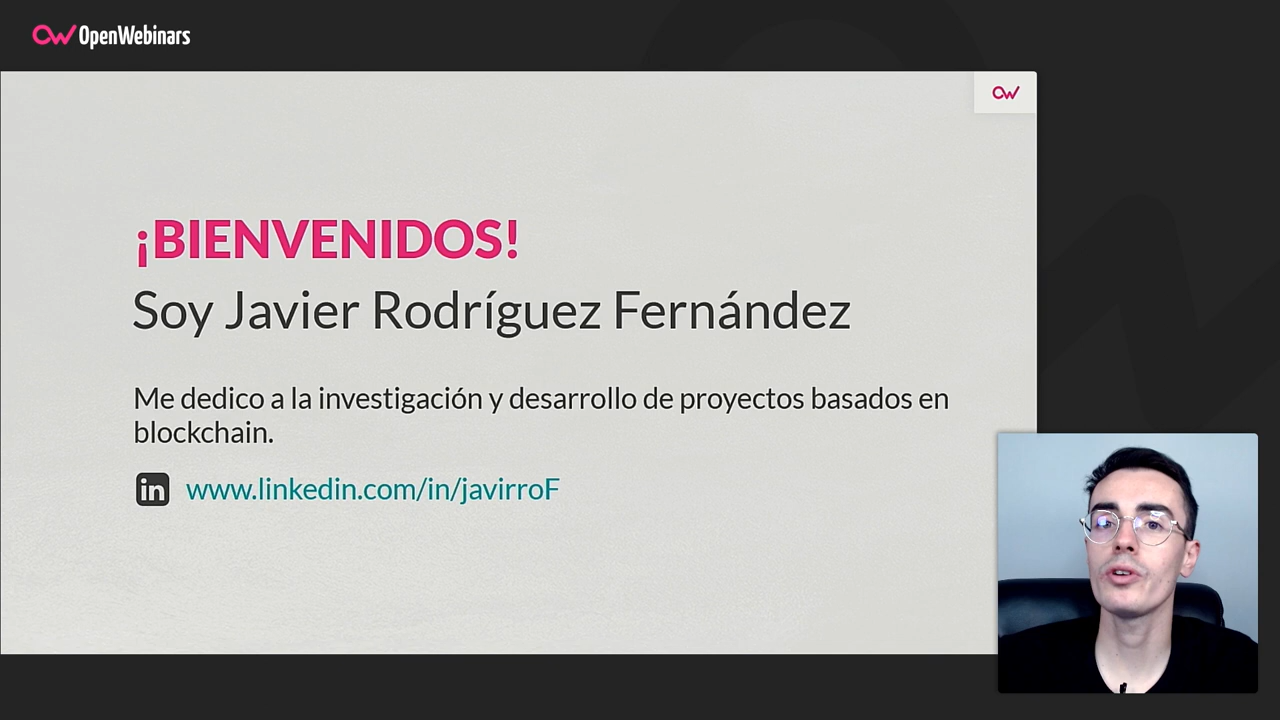 OpenWebinars
¡BIENVENIDOS!
Soy Javier Rodríguez Fernández
Me dedico a la investigación y desarrollo de proyectos basados en
blockchain.
in www.linkedin.com/in/javirroF